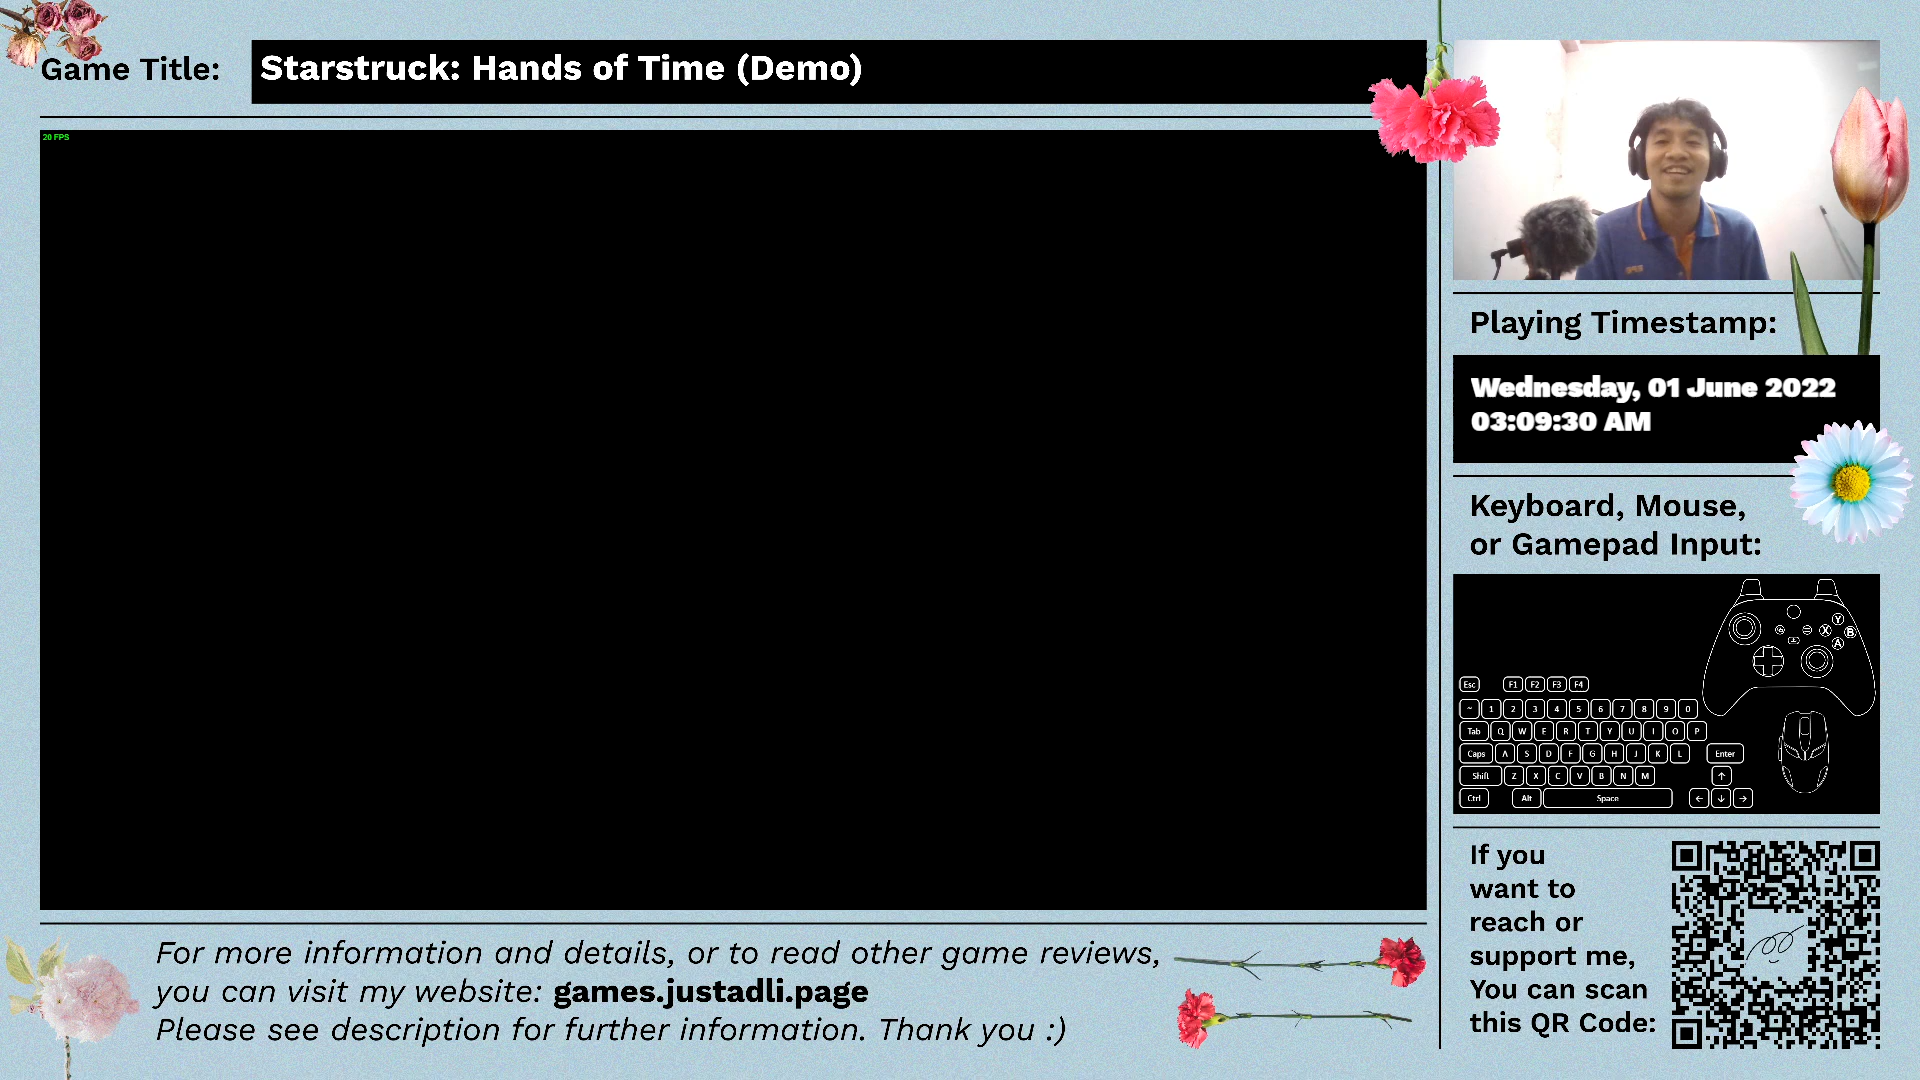 Game Title:
Starstruck: Hands of Time (Demo)
20 FPS
Playing Timestamp:
Wednesday, 01 June 2022
03:09:30 AM
Keyboard, Mouse,
or Gamepad Input:
Y
X B
A
Esc F1 F2 F3 F4
~ 1 2 3 4 5 6 7 8 9 0
Tab Q W E R T Y U I O P
Caps A S D F G H J K L Enter
Shift Z X C V B N M ↑
Ctrl Alt Space ← ↓ →
If you
want to
reach or
support me,
You can scan
this QR Code:
For more information and details, or to read other game reviews,
you can visit my website: games.justadli.page
Please see description for further information. Thank you :)